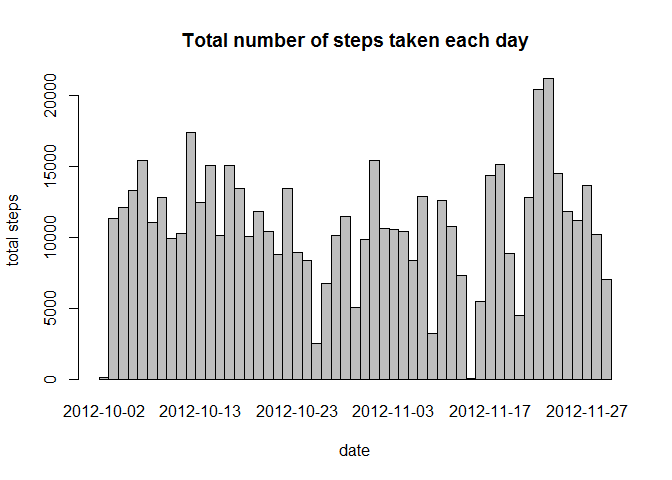 Total number of steps taken each day
total steps
20000
15000
10000
5000
0
2012-10-02 2012-10-13 2012-10-23 2012-11-03 2012-11-17 2012-11-27
date